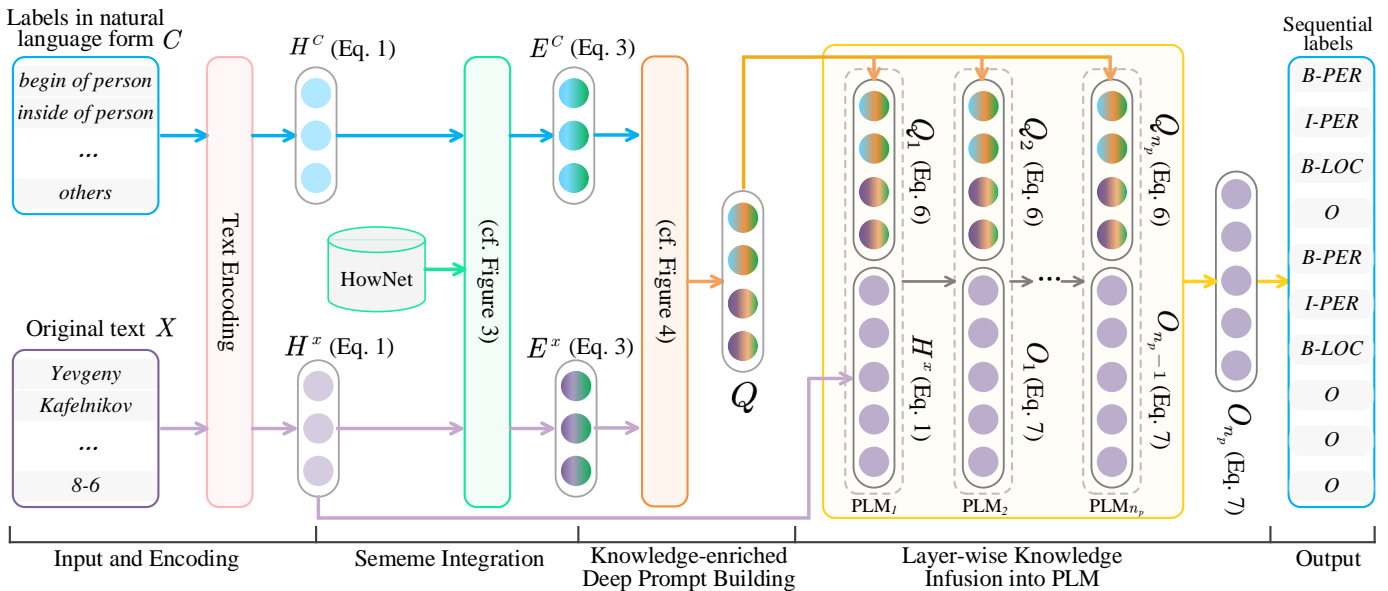 Labels in natural
language form C
begin of person
inside of person
...
others
Original text X
Yevgeny
Kafelnikov
...
8-6
Text Encoding
H^C (Eq. 1)
H^x (Eq. 1)
HowNet
(cf. Figure 3)
E^C (Eq. 3)
E^x (Eq. 3)
(cf. Figure 4)
Q
Q_1 (Eq. 6)
Q_2 (Eq. 6)
Q_{n_p} (Eq. 6)
...
H^x (Eq. 1)
O_1 (Eq. 7)
O_{n_p-1} (Eq. 7)
PLM_1
PLM_2
PLM_{n_p}
O_{n_p} (Eq. 7)
Sequential
labels
B-PER
I-PER
B-LOC
O
B-PER
I-PER
B-LOC
O
O
O
Input and Encoding
Sememe Integration
Knowledge-enriched
Deep Prompt Building
Layer-wise Knowledge
Infusion into PLM
Output